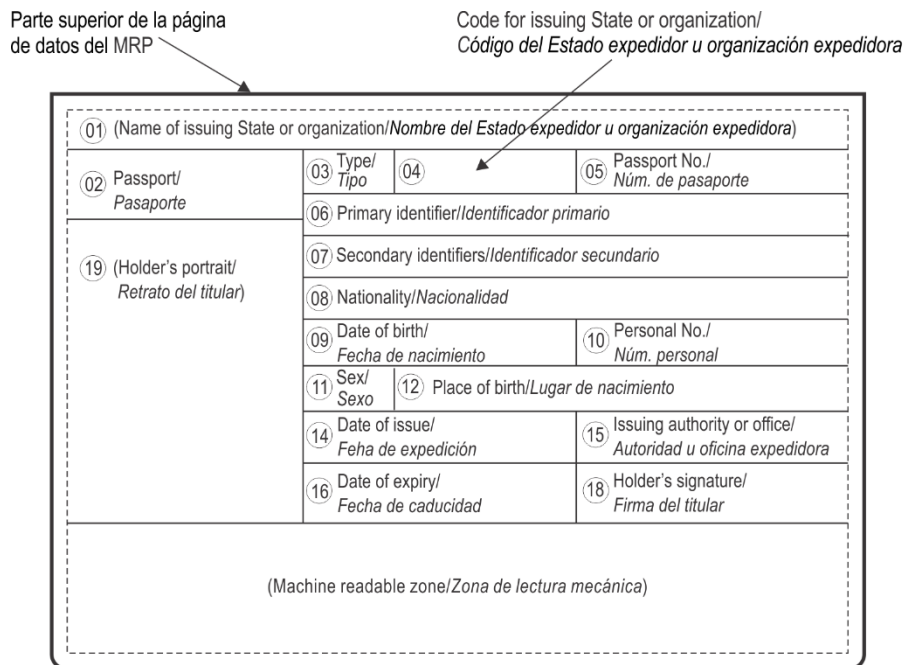 Parte superior de la página
de datos del MRP
Code for issuing State or organization/
Código del Estado expedidor u organización expedidora
01 (Name of issuing State or organization/Nombre del Estado expedidor u organización expedidora)
02 Passport/
Pasaporte
03 Type/
Tipo
04
05 Passport No./
Núm. de pasaporte
06 Primary identifier/Identificador primario
07 Secondary identifiers/Identificador secundario
19 (Holder's portrait/
Retrato del titular)
08 Nationality/Nacionalidad
09 Date of birth/
Fecha de nacimiento
10 Personal No./
Núm. personal
11 Sex/
Sexo
12 Place of birth/Lugar de nacimiento
14 Date of issue/
Feha de expedición
15 Issuing authority or office/
Autoridad u oficina expedidora
16 Date of expiry/
Fecha de caducidad
18 Holder's signature/
Firma del titular
(Machine readable zone/Zona de lectura mecánica)